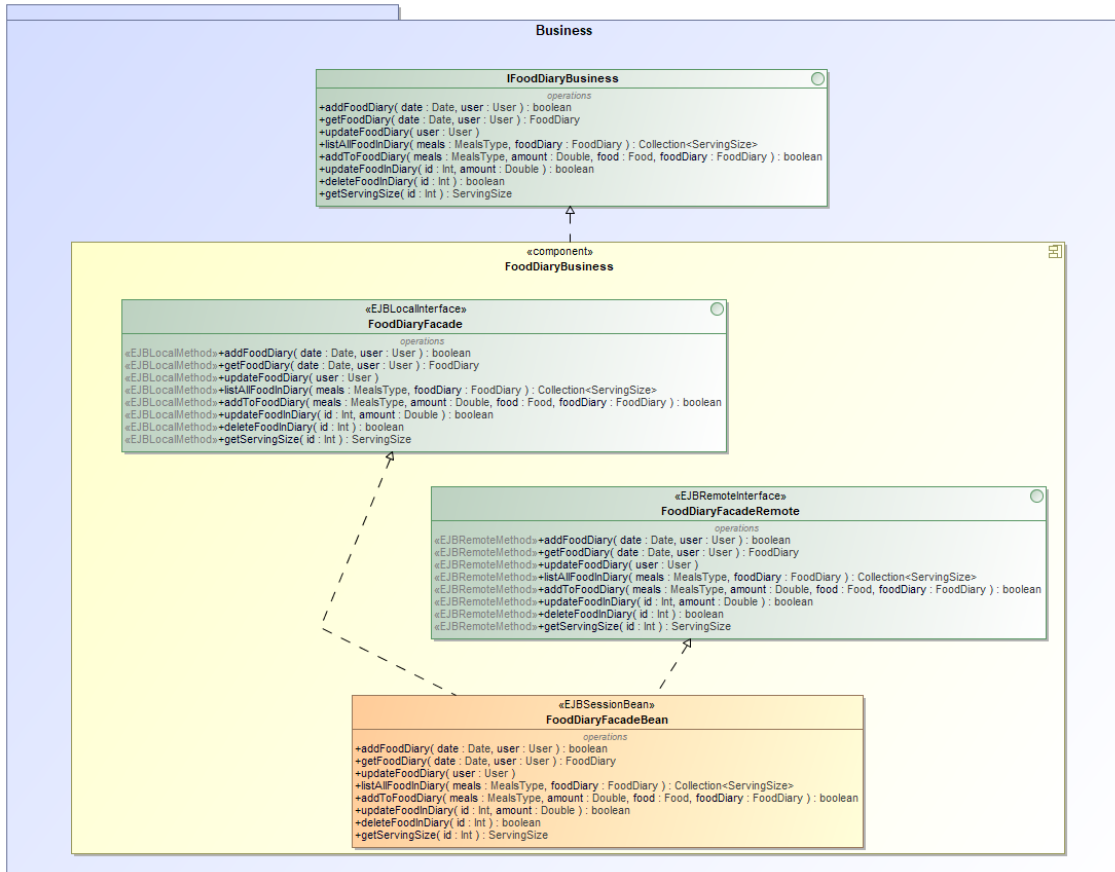 Business
IFoodDiaryBusiness
operations
+addFoodDiary( date : Date, user : User ) : boolean
+getFoodDiary( date : Date, user : User ) : FoodDiary
+updateFoodDiary( user : User )
+listAllFoodInDiary( meals : MealsType, foodDiary : FoodDiary ) : Collection<ServingSize>
+addToFoodDiary( meals : MealsType, amount : Double, food : Food, foodDiary : FoodDiary ) : boolean
+updateFoodInDiary( id : Int, amount : Double ) : boolean
+deleteFoodInDiary( id : Int ) : boolean
+getServingSize( id : Int ) : ServingSize
«component»
FoodDiaryBusiness
«EJBLocalInterface»
FoodDiaryFacade
operations
«EJBLocalMethod»+addFoodDiary( date : Date, user : User ) : boolean
«EJBLocalMethod»+getFoodDiary( date : Date, user : User ) : FoodDiary
«EJBLocalMethod»+updateFoodDiary( user : User )
«EJBLocalMethod»+listAllFoodInDiary( meals : MealsType, foodDiary : FoodDiary ) : Collection<ServingSize>
«EJBLocalMethod»+addToFoodDiary( meals : MealsType, amount : Double, food : Food, foodDiary : FoodDiary ) : boolean
«EJBLocalMethod»+updateFoodInDiary( id : Int, amount : Double ) : boolean
«EJBLocalMethod»+deleteFoodInDiary( id : Int ) : boolean
«EJBLocalMethod»+getServingSize( id : Int ) : ServingSize
«EJBRemoteInterface»
FoodDiaryFacadeRemote
operations
«EJBRemoteMethod»+addFoodDiary( date : Date, user : User ) : boolean
«EJBRemoteMethod»+getFoodDiary( date : Date, user : User ) : FoodDiary
«EJBRemoteMethod»+updateFoodDiary( user : User )
«EJBRemoteMethod»+listAllFoodInDiary( meals : MealsType, foodDiary : FoodDiary ) : Collection<ServingSize>
«EJBRemoteMethod»+addToFoodDiary( meals : MealsType, amount : Double, food : Food, foodDiary : FoodDiary ) : boolean
«EJBRemoteMethod»+updateFoodInDiary( id : Int, amount : Double ) : boolean
«EJBRemoteMethod»+deleteFoodInDiary( id : Int ) : boolean
«EJBRemoteMethod»+getServingSize( id : Int ) : ServingSize
«EJBSessionBean»
FoodDiaryFacadeBean
operations
+addFoodDiary( date : Date, user : User ) : boolean
+getFoodDiary( date : Date, user : User ) : FoodDiary
+updateFoodDiary( user : User )
+listAllFoodInDiary( meals : MealsType, foodDiary : FoodDiary ) : Collection<ServingSize>
+addToFoodDiary( meals : MealsType, amount : Double, food : Food, foodDiary : FoodDiary ) : boolean
+updateFoodInDiary( id : Int, amount : Double ) : boolean
+deleteFoodInDiary( id : Int ) : boolean
+getServingSize( id : Int ) : ServingSize